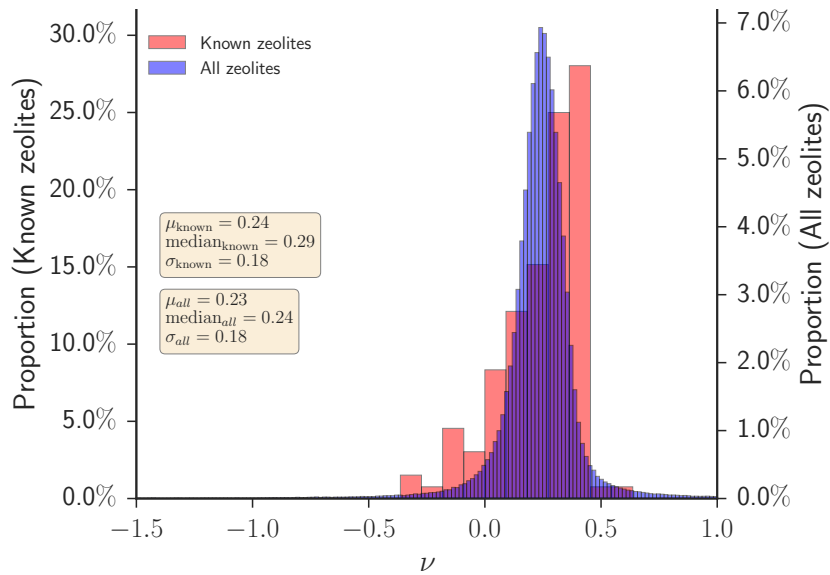 Known zeolites
All zeolites
30.0%
25.0%
20.0%
15.0%
10.0%
5.0%
0.0%
Proportion (Known zeolites)
μknown = 0.24
medianknown = 0.29
σknown = 0.18
μall = 0.23
medianall = 0.24
σall = 0.18
7.0%
6.0%
5.0%
4.0%
3.0%
2.0%
1.0%
0.0%
Proportion (All zeolites)
−1.5 −1.0 −0.5 0.0 0.5 1.0
ν